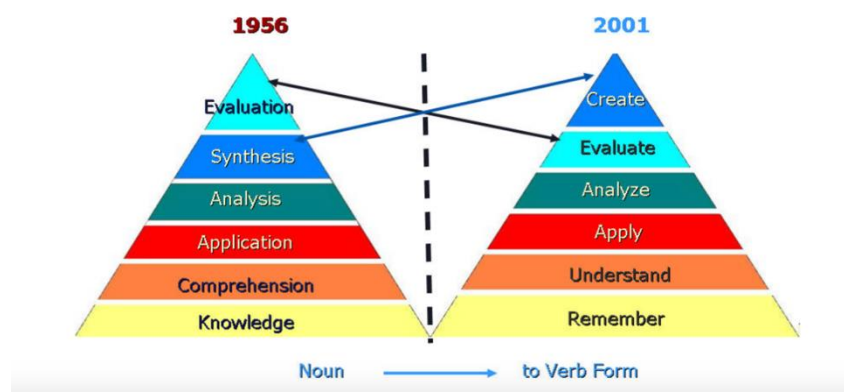 1956
2001
Evaluation
Synthesis
Analysis
Application
Comprehension
Knowledge
Create
Evaluate
Analyze
Apply
Understand
Remember
Noun
to Verb Form